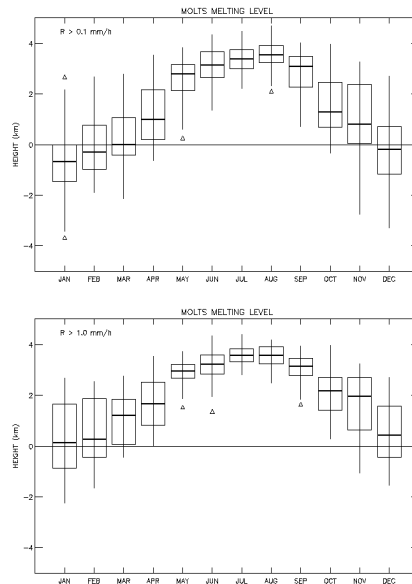 MOLTS MELTING LEVEL
R > 0.1 mm/h
HEIGHT (km)
4
2
0
-2
-4
JAN FEB MAR APR MAY JUN JUL AUG SEP OCT NOV DEC
MOLTS MELTING LEVEL
R > 1.0 mm/h
HEIGHT (km)
4
2
0
-2
-4
JAN FEB MAR APR MAY JUN JUL AUG SEP OCT NOV DEC